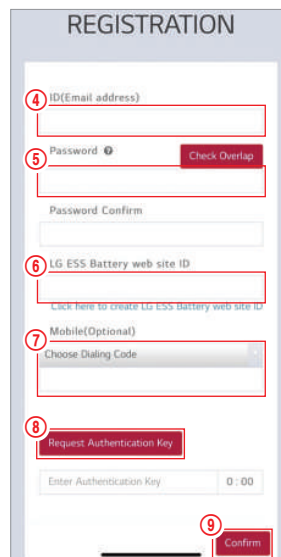 REGISTRATION
④ ID(Email address)
Check Overlap
⑤ Password ?
Password Confirm
⑥ LG ESS Battery web site ID
Click here to create LG ESS Battery web site ID
⑦ Mobile(Optional)
Choose Dialing Code
⑧
Request Authentication Key
Enter Authentication Key 0 : 00
⑨
Confirm